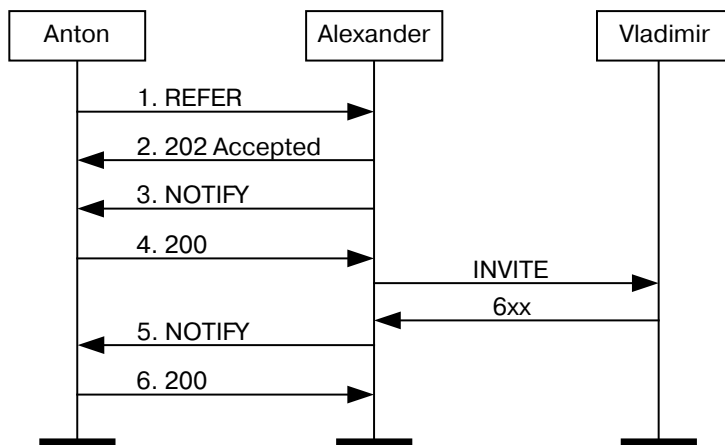 Anton
Alexander
Vladimir
1. REFER
2. 202 Accepted
3. NOTIFY
4. 200
INVITE
6xx
5. NOTIFY
6. 200